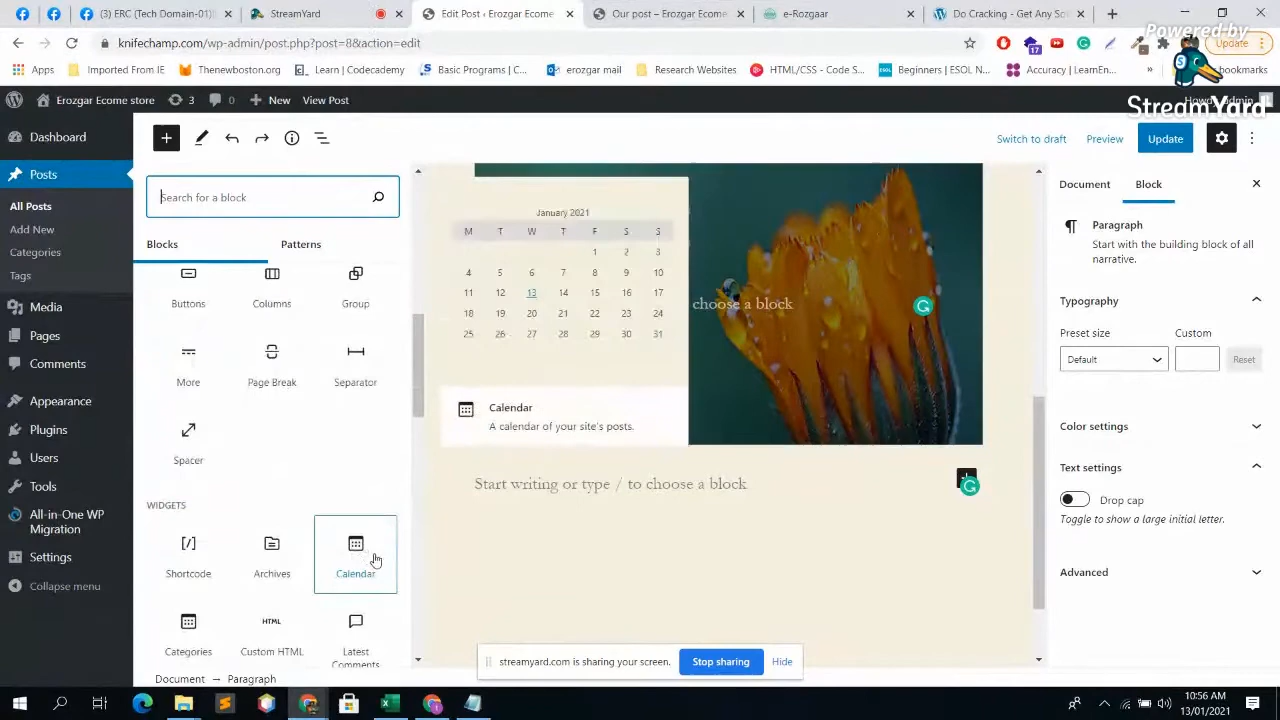 (2) ERC (Tech Domain-01)
StreamYard
Edit Post ‹ Erozgar Ecome
Our post – Erozgar Ecome
e-Rozgaar
Do Cracking - Get Any Sof
Powered by
knifechamp.com/wp-admin/post.php?post=8&action=edit
17
Update
Apps
Imported From IE
Thenewboston.org
Learn | Codecademy
Basic Programming C...
erozgar mail
Research Websites
HTML/CSS - Code S...
Beginners | ESOL N...
Accuracy | LearnEn...
»
bookmarks
StreamYard
Erozgar Ecome store
3
0
New
View Post
Howdy, admin
Dashboard
Switch to draft
Preview
Update
Posts
All Posts
Add New
Categories
Tags
Media
Pages
Comments
Appearance
Plugins
Users
Tools
All-in-One WP
Migration
Settings
Collapse menu
Search for a block
Blocks
Patterns
Buttons
Columns
Group
More
Page Break
Separator
Spacer
WIDGETS
Shortcode
Archives
Calendar
Categories
Custom HTML
Latest
Comments
Document → Paragraph
January 2021
M T W T F S S
1 2 3
4 5 6 7 8 9 10
11 12 13 14 15 16 17
18 19 20 21 22 23 24
25 26 27 28 29 30 31
choose a block
Calendar
A calendar of your site's posts.
Start writing or type / to choose a block
Document
Block
Paragraph
Start with the building block of all
narrative.
Typography
Preset size
Custom
Default
Reset
Color settings
Text settings
Drop cap
Toggle to show a large initial letter.
Advanced
streamyard.com is sharing your screen.
Stop sharing
Hide
10:56 AM
13/01/2021